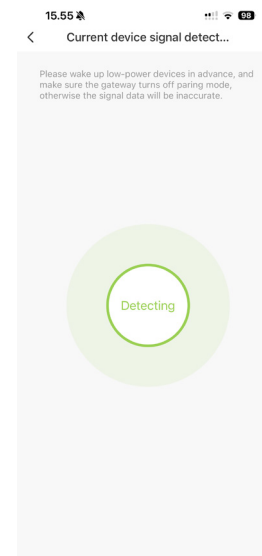 15.55
98
Current device signal detect...
Please wake up low-power devices in advance, and
make sure the gateway turns off paring mode,
otherwise the signal data will be inaccurate.
Detecting